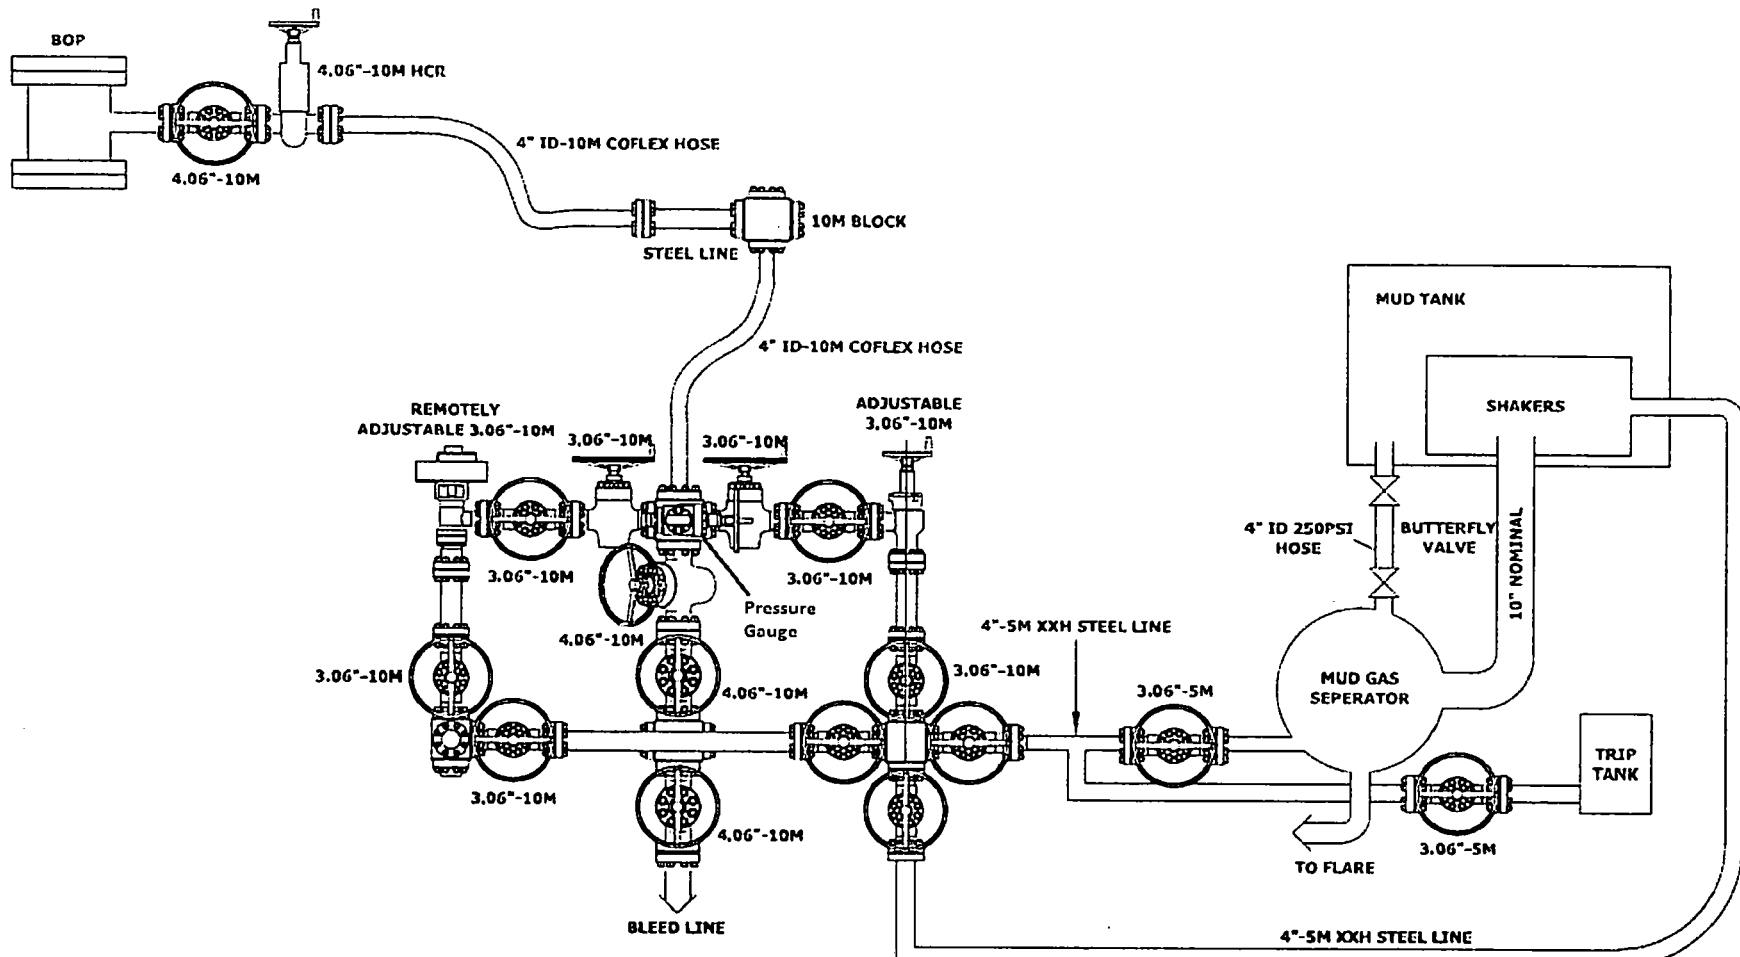 BOP
4.06"-10M HCR
4" ID-10M COFLEX HOSE
4.06"-10M
10M BLOCK
STEEL LINE
MUD TANK
4" ID-10M COFLEX HOSE
SHAKERS
REMOTELY
ADJUSTABLE 3.06"-10M
ADJUSTABLE
3.06"-10M
3.06"-10M
3.06"-10M
4" ID 250PSI
HOSE
BUTTERFLY
VALVE
10" NOMINAL
3.06"-10M
3.06"-10M
Pressure
Gauge
4.06"-10M
4"-5M XXH STEEL LINE
3.06"-10M
4.06"-10M
3.06"-10M
3.06"-5M
MUD GAS
SEPERATOR
TRIP
TANK
3.06"-10M
4.06"-10M
3.06"-5M
TO FLARE
BLEED LINE
4"-5M XXH STEEL LINE